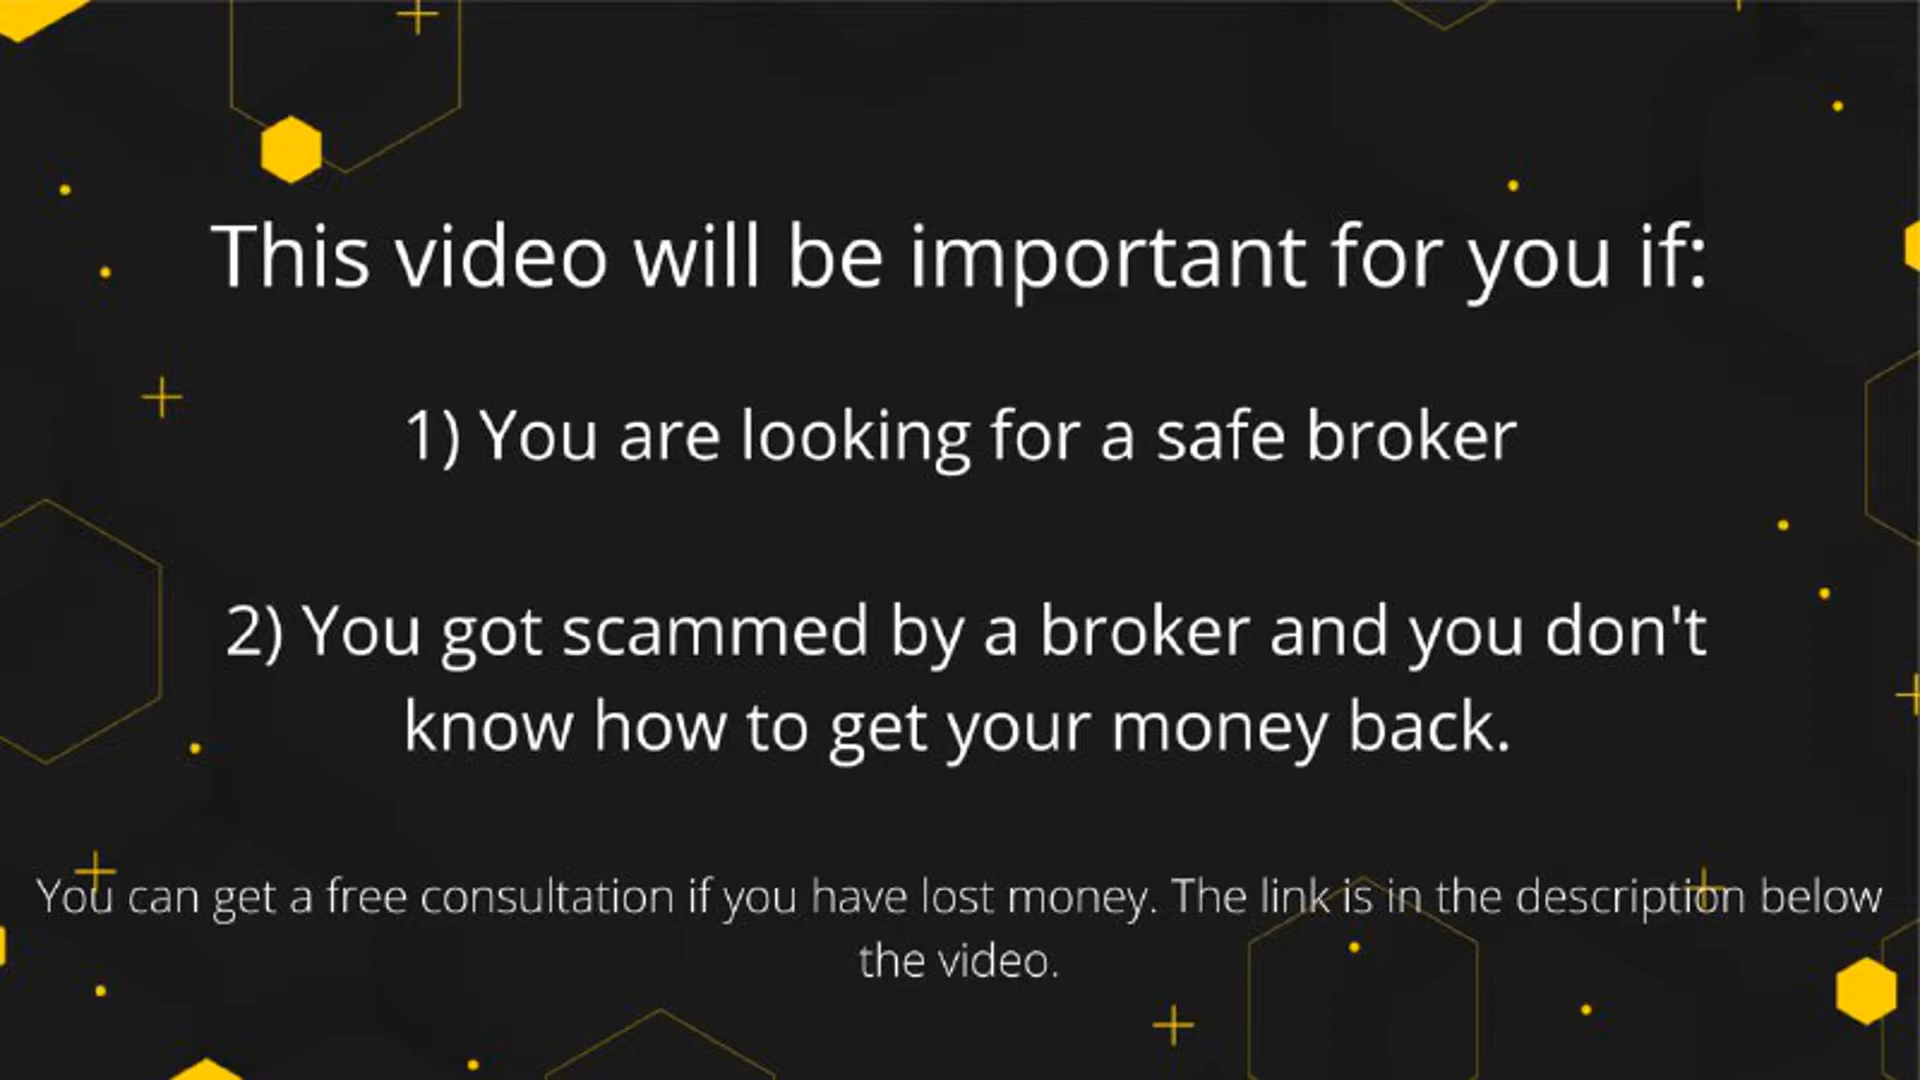 This video will be important for you if:
1) You are looking for a safe broker
2) You got scammed by a broker and you don't
know how to get your money back.
You can get a free consultation if you have lost money. The link is in the description below
the video.